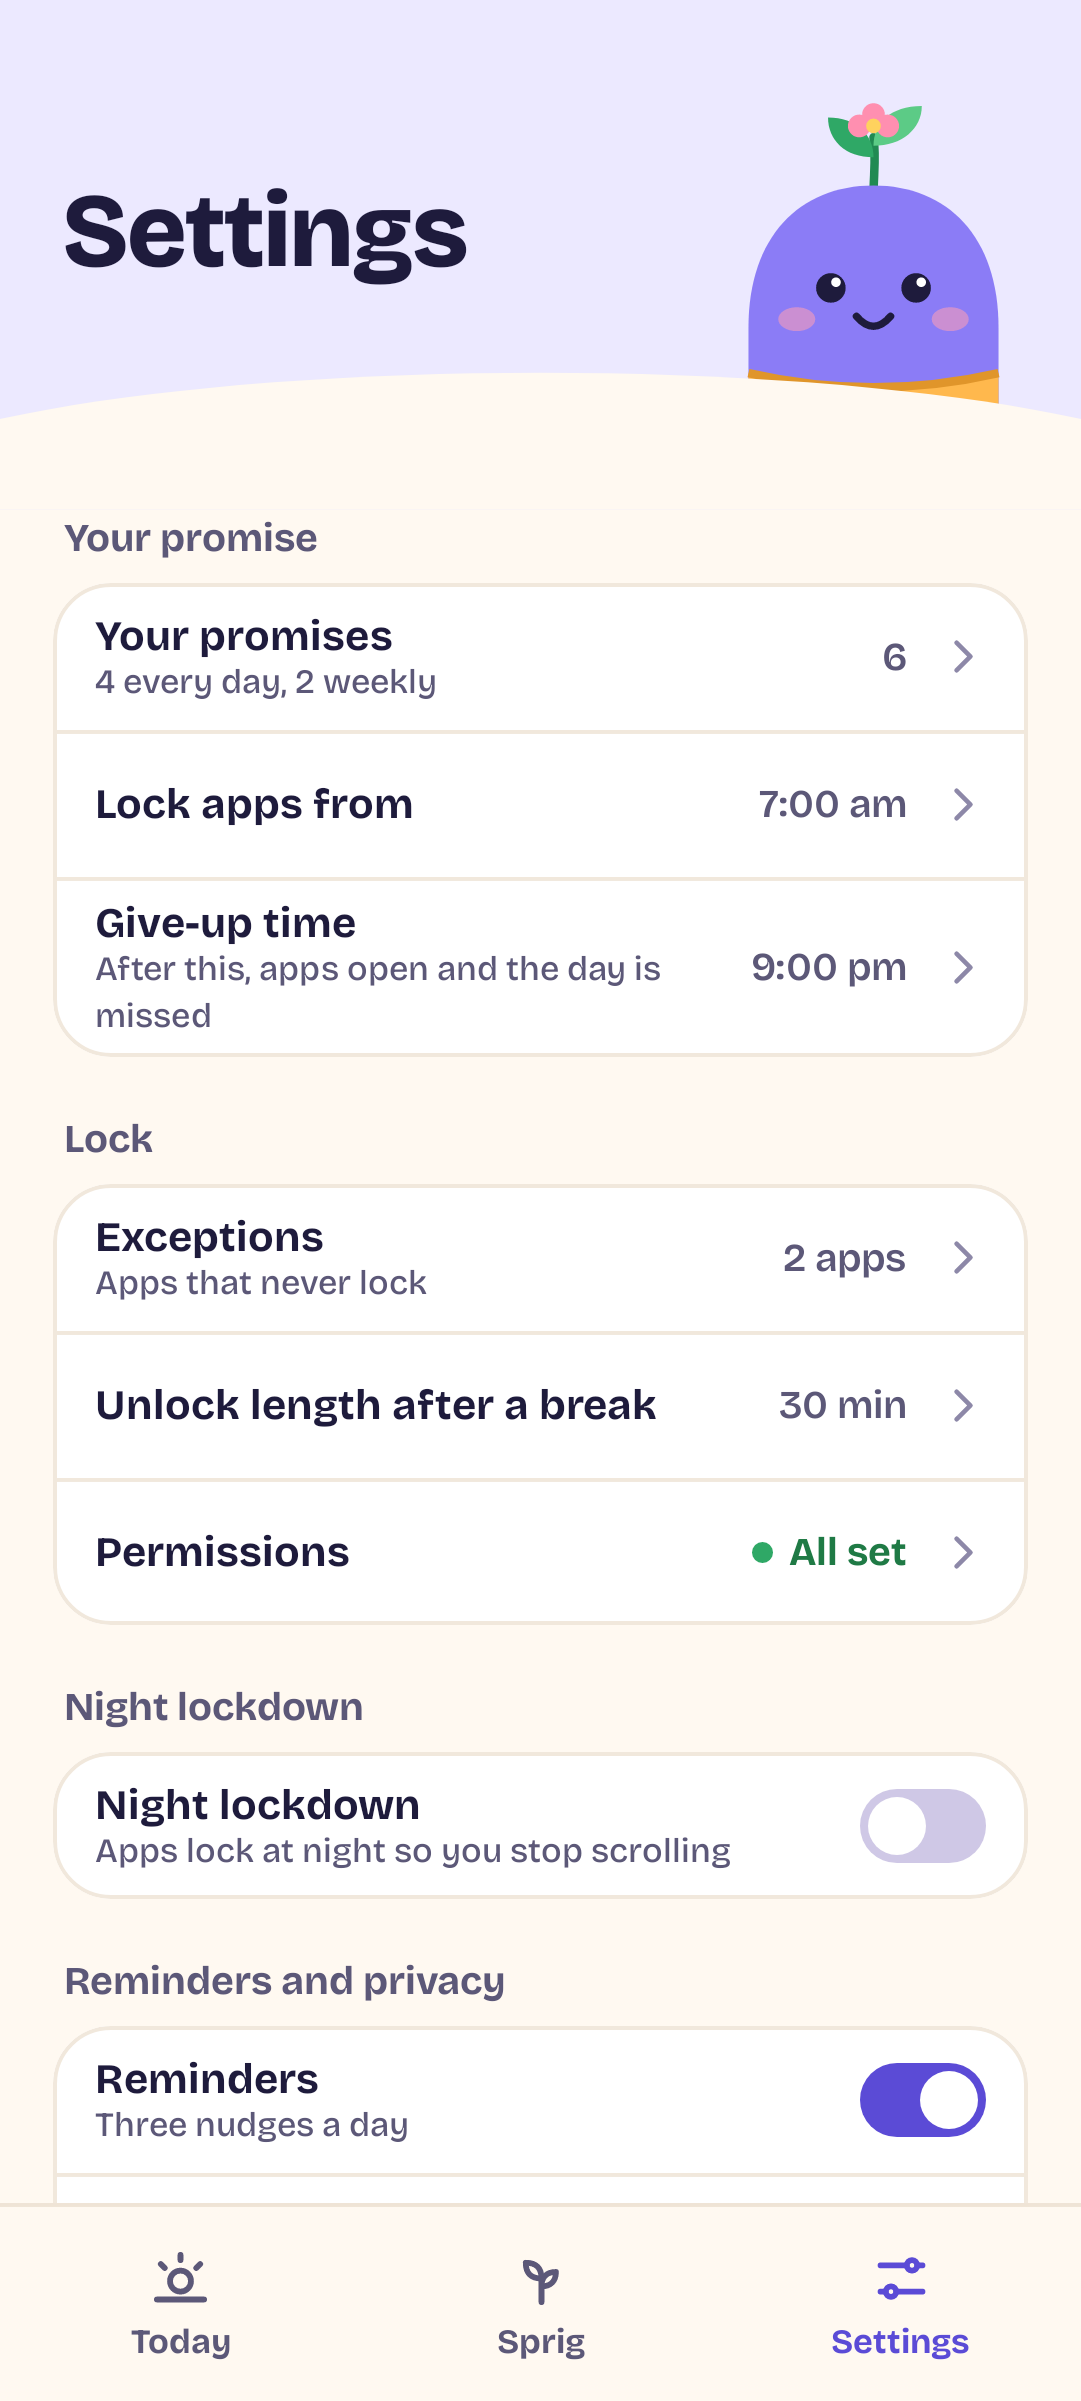 Settings
Your promise
Your promises
4 every day, 2 weekly
6
Lock apps from
7:00 am
Give-up time
After this, apps open and the day is
missed
9:00 pm
Lock
Exceptions
Apps that never lock
2 apps
Unlock length after a break
30 min
Permissions
All set
Night lockdown
Night lockdown
Apps lock at night so you stop scrolling
Reminders and privacy
Reminders
Three nudges a day
Today
Sprig
Settings